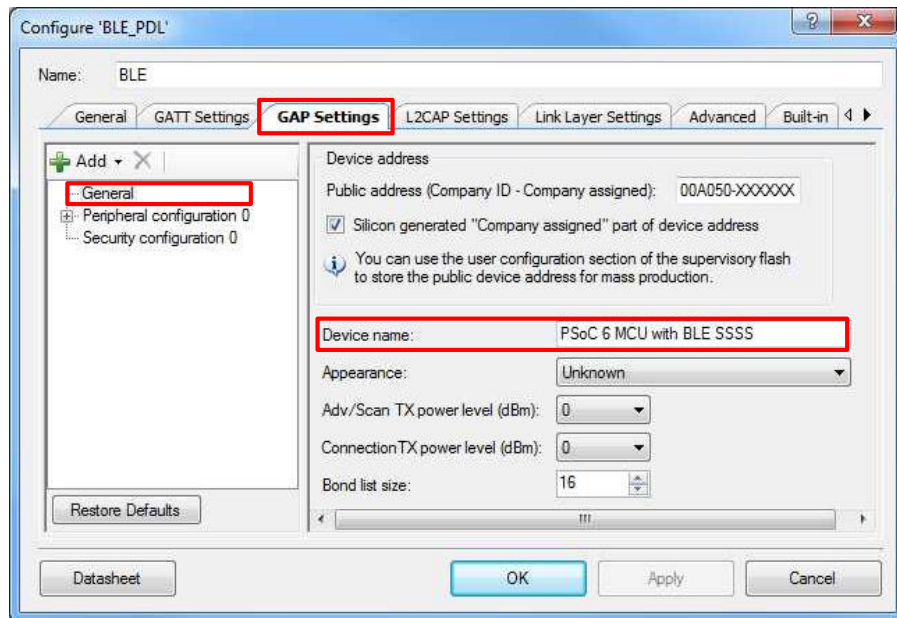 Configure 'BLE_PDL'
Name: BLE
General GATT Settings GAP Settings L2CAP Settings Link Layer Settings Advanced Built-in
Add
General
Peripheral configuration 0
Security configuration 0
Restore Defaults
Device address
Public address (Company ID - Company assigned): 00A050-XXXXXX
Silicon generated "Company assigned" part of device address
You can use the user configuration section of the supervisory flash
to store the public device address for mass production.
Device name: PSoC 6 MCU with BLE SSSS
Appearance: Unknown
Adv/Scan TX power level (dBm): 0
Connection TX power level (dBm): 0
Bond list size: 16
Datasheet OK Apply Cancel